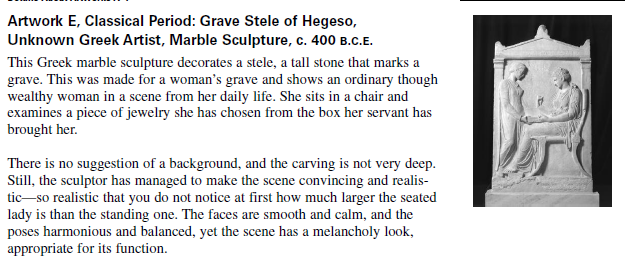 Artwork E, Classical Period: Grave Stele of Hegeso,
Unknown Greek Artist, Marble Sculpture, c. 400 B.C.E.
This Greek marble sculpture decorates a stele, a tall stone that marks a
grave. This was made for a woman's grave and shows an ordinary though
wealthy woman in a scene from her daily life. She sits in a chair and
examines a piece of jewelry she has chosen from the box her servant has
brought her.
There is no suggestion of a background, and the carving is not very deep.
Still, the sculptor has managed to make the scene convincing and realis-
tic—so realistic that you do not notice at first how much larger the seated
lady is than the standing one. The faces are smooth and calm, and the
poses harmonious and balanced, yet the scene has a melancholy look,
appropriate for its function.